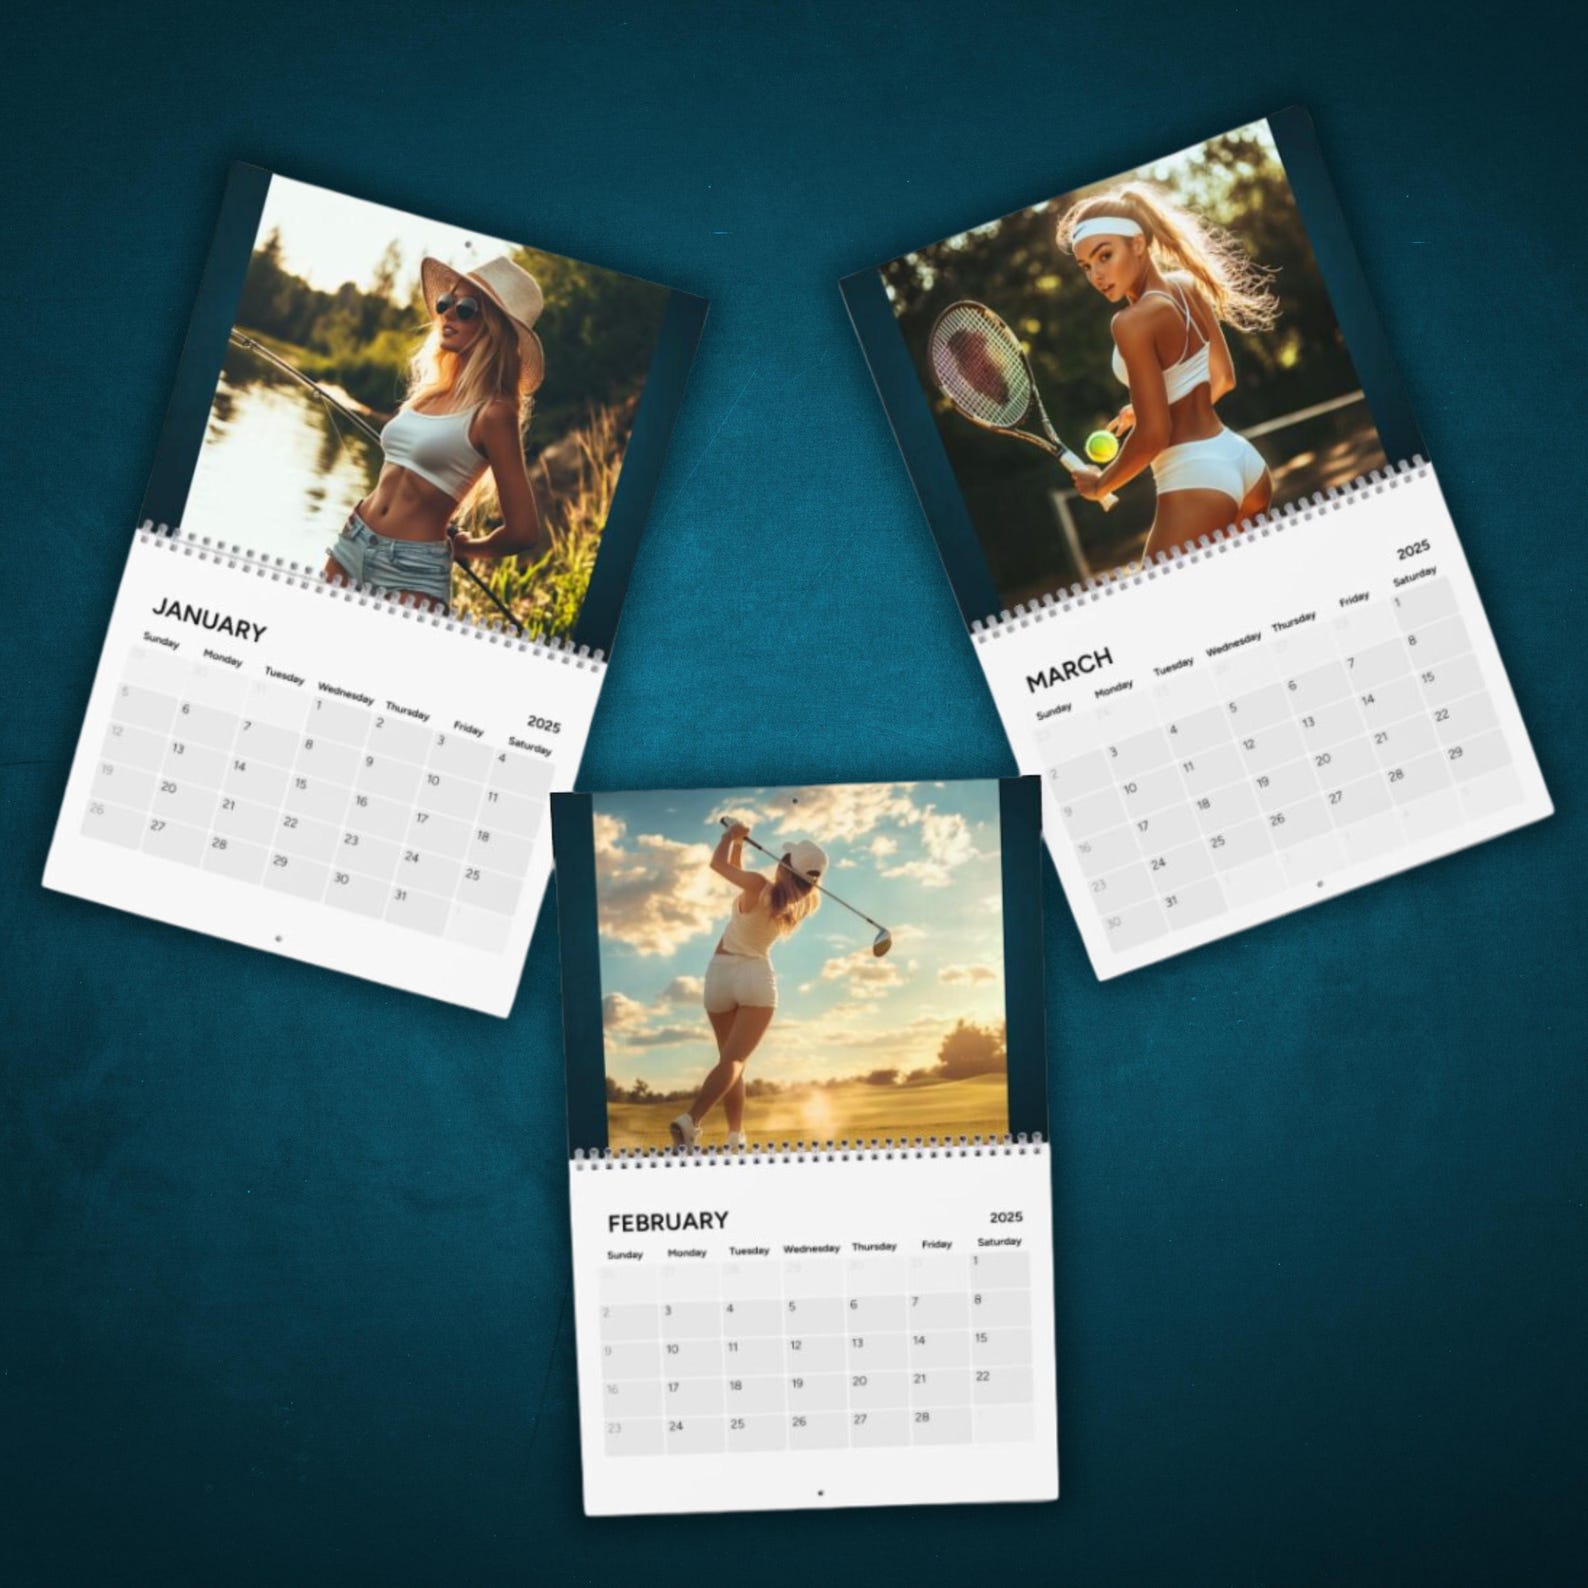 JANUARY
2025
Sunday Monday Tuesday Wednesday Thursday Friday Saturday
1 2 3 4
5 6 7 8 9 10 11
12 13 14 15 16 17 18
19 20 21 22 23 24 25
26 27 28 29 30 31
MARCH
2025
Sunday Monday Tuesday Wednesday Thursday Friday Saturday
1
2 3 4 5 6 7 8
9 10 11 12 13 14 15
16 17 18 19 20 21 22
23 24 25 26 27 28 29
30 31
FEBRUARY
2025
Sunday Monday Tuesday Wednesday Thursday Friday Saturday
1
2 3 4 5 6 7 8
9 10 11 12 13 14 15
16 17 18 19 20 21 22
23 24 25 26 27 28